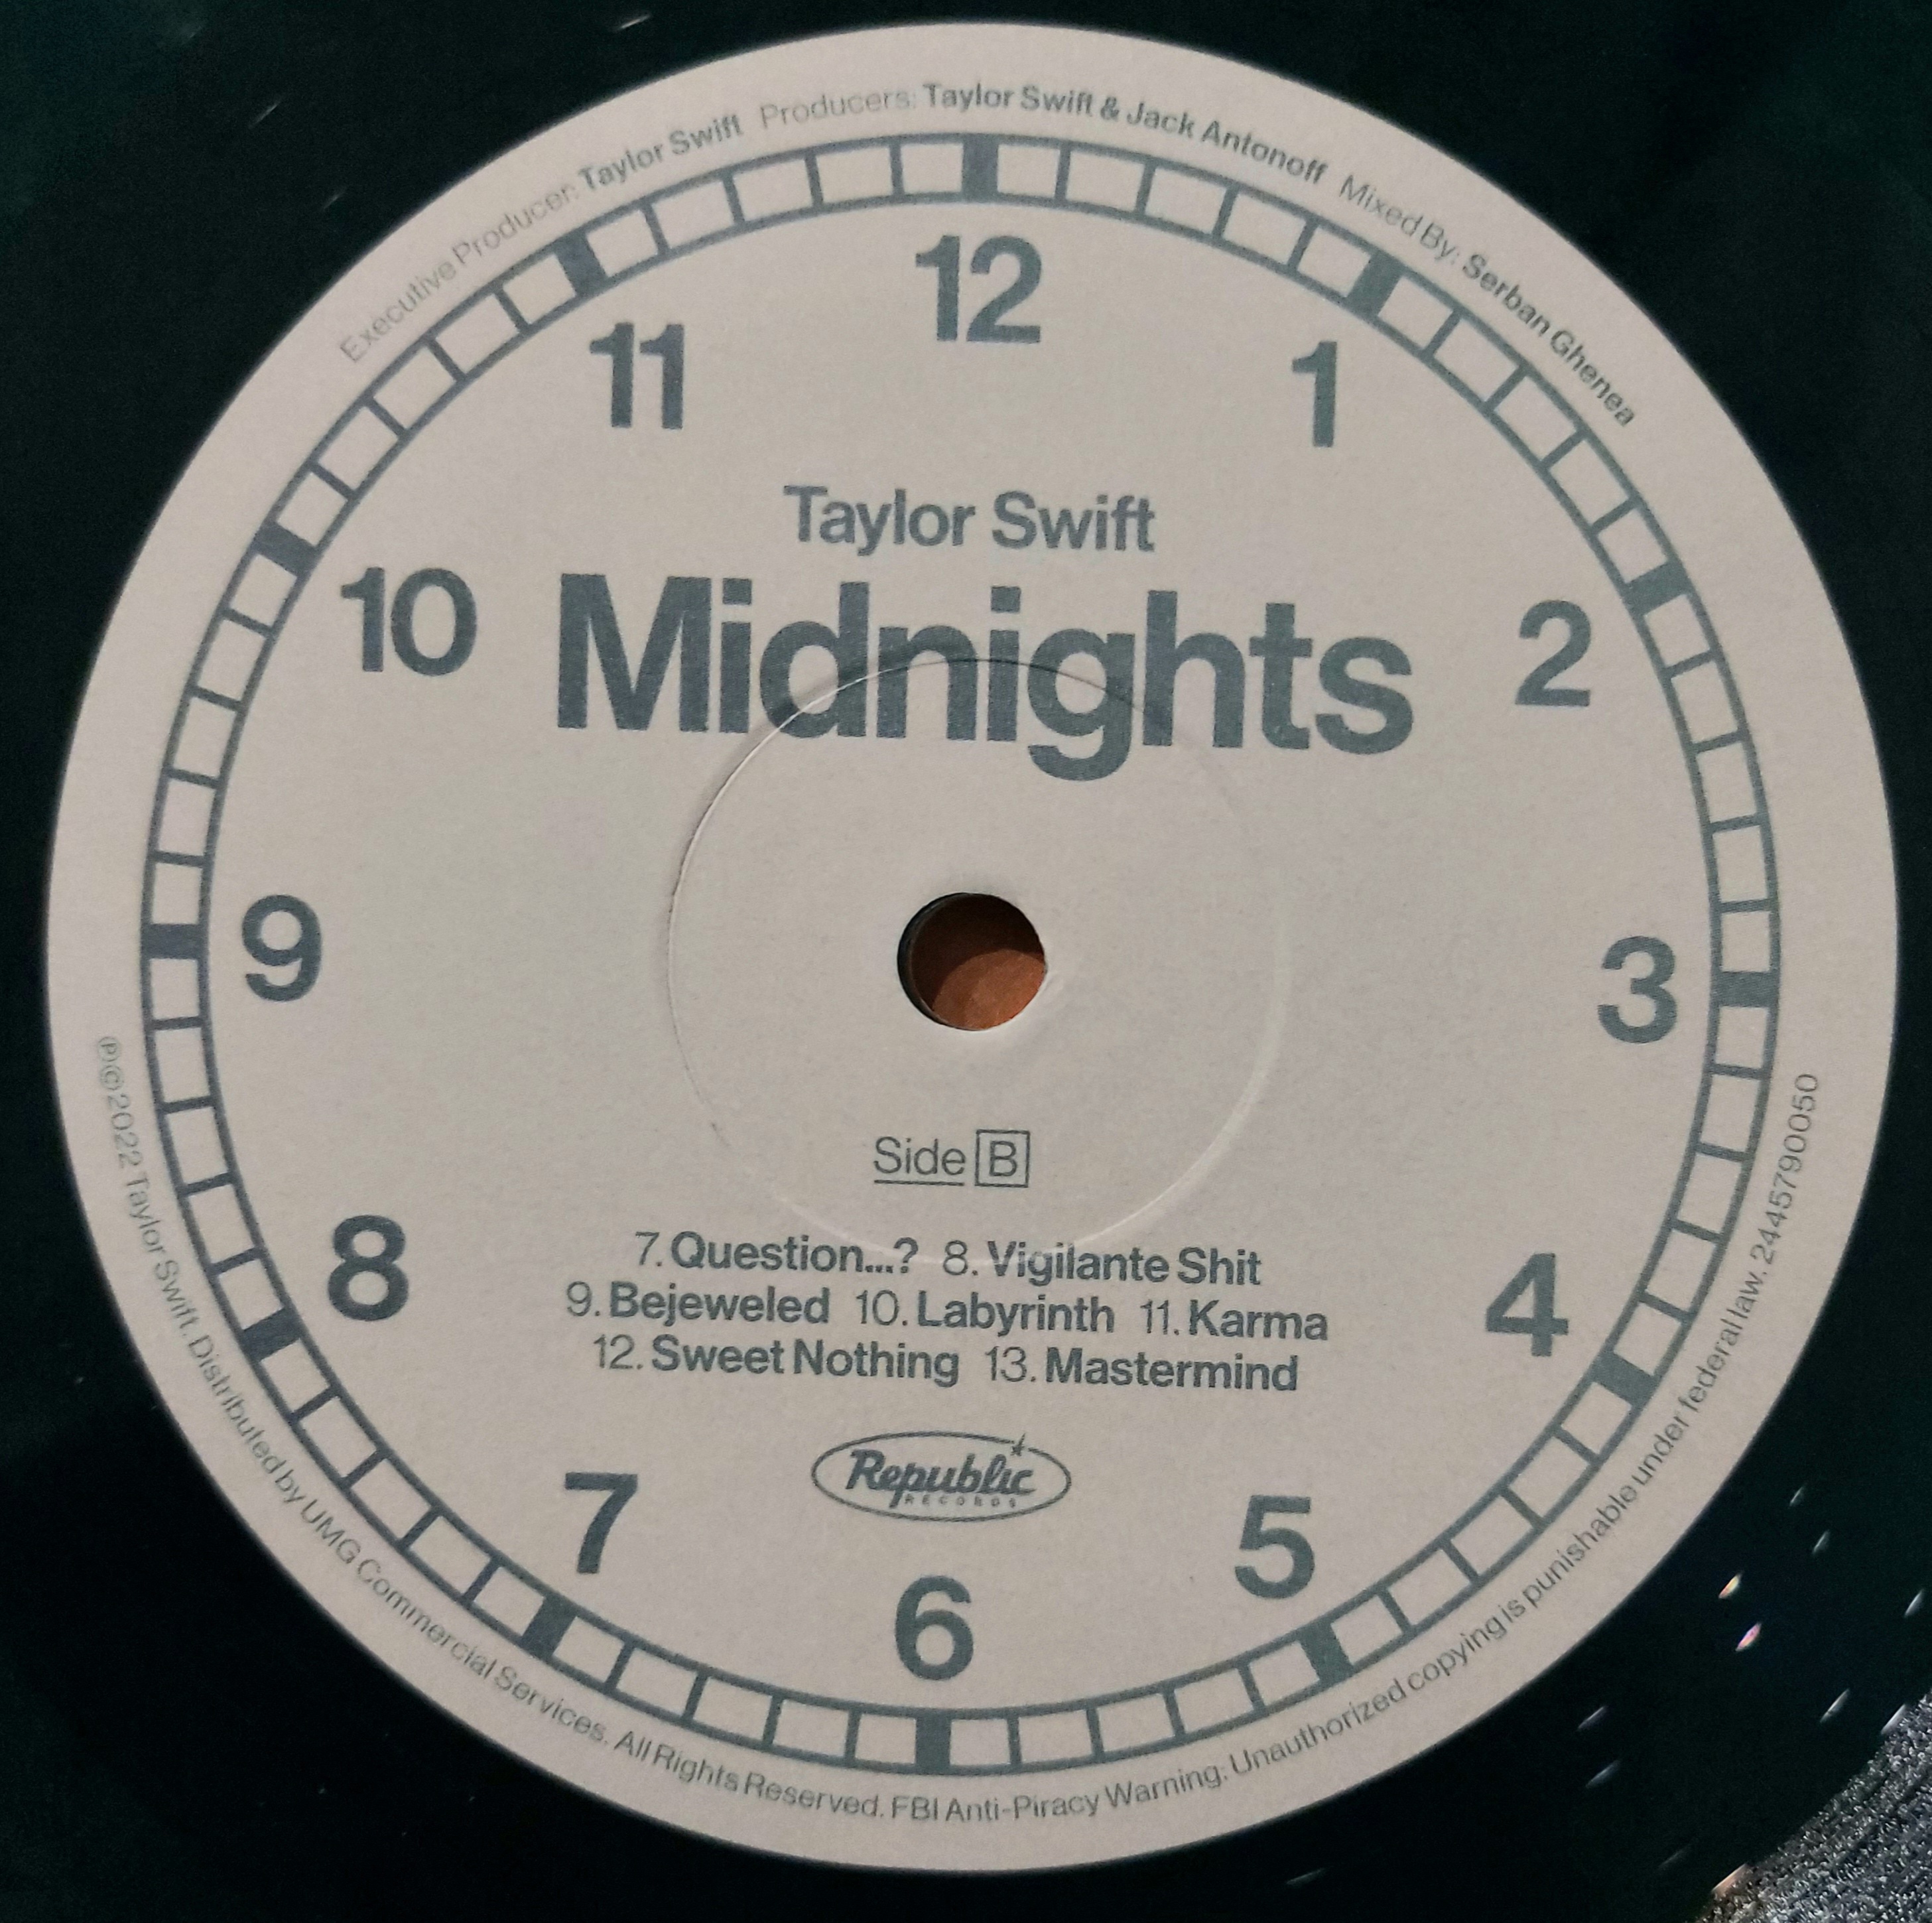 Executive Producer: Taylor Swift Producers: Taylor Swift & Jack Antonoff Mixed By: Serban Ghenea
12
11
1
Taylor Swift
Midnights
10
2
9
3
Side B
7. Question...? 8. Vigilante Shit
9. Bejeweled 10. Labyrinth 11. Karma
12. Sweet Nothing 13. Mastermind
8
4
Republic
RECORDS
7
5
6
℗©2022 Taylor Swift. Distributed by UMG Commercial Services. All Rights Reserved. FBI Anti-Piracy Warning: Unauthorized copying is punishable under federal law. 2445790050